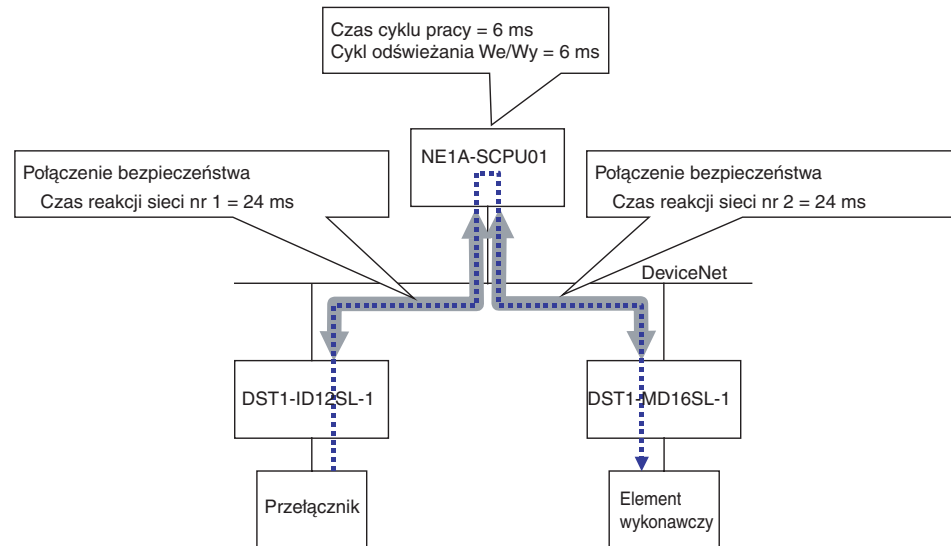 Czas cyklu pracy = 6 ms
Cykl odświeżania We/Wy = 6 ms
NE1A-SCPU01
Połączenie bezpieczeństwa
Czas reakcji sieci nr 1 = 24 ms
Połączenie bezpieczeństwa
Czas reakcji sieci nr 2 = 24 ms
DeviceNet
DST1-ID12SL-1
DST1-MD16SL-1
Przełącznik
Element
wykonawczy